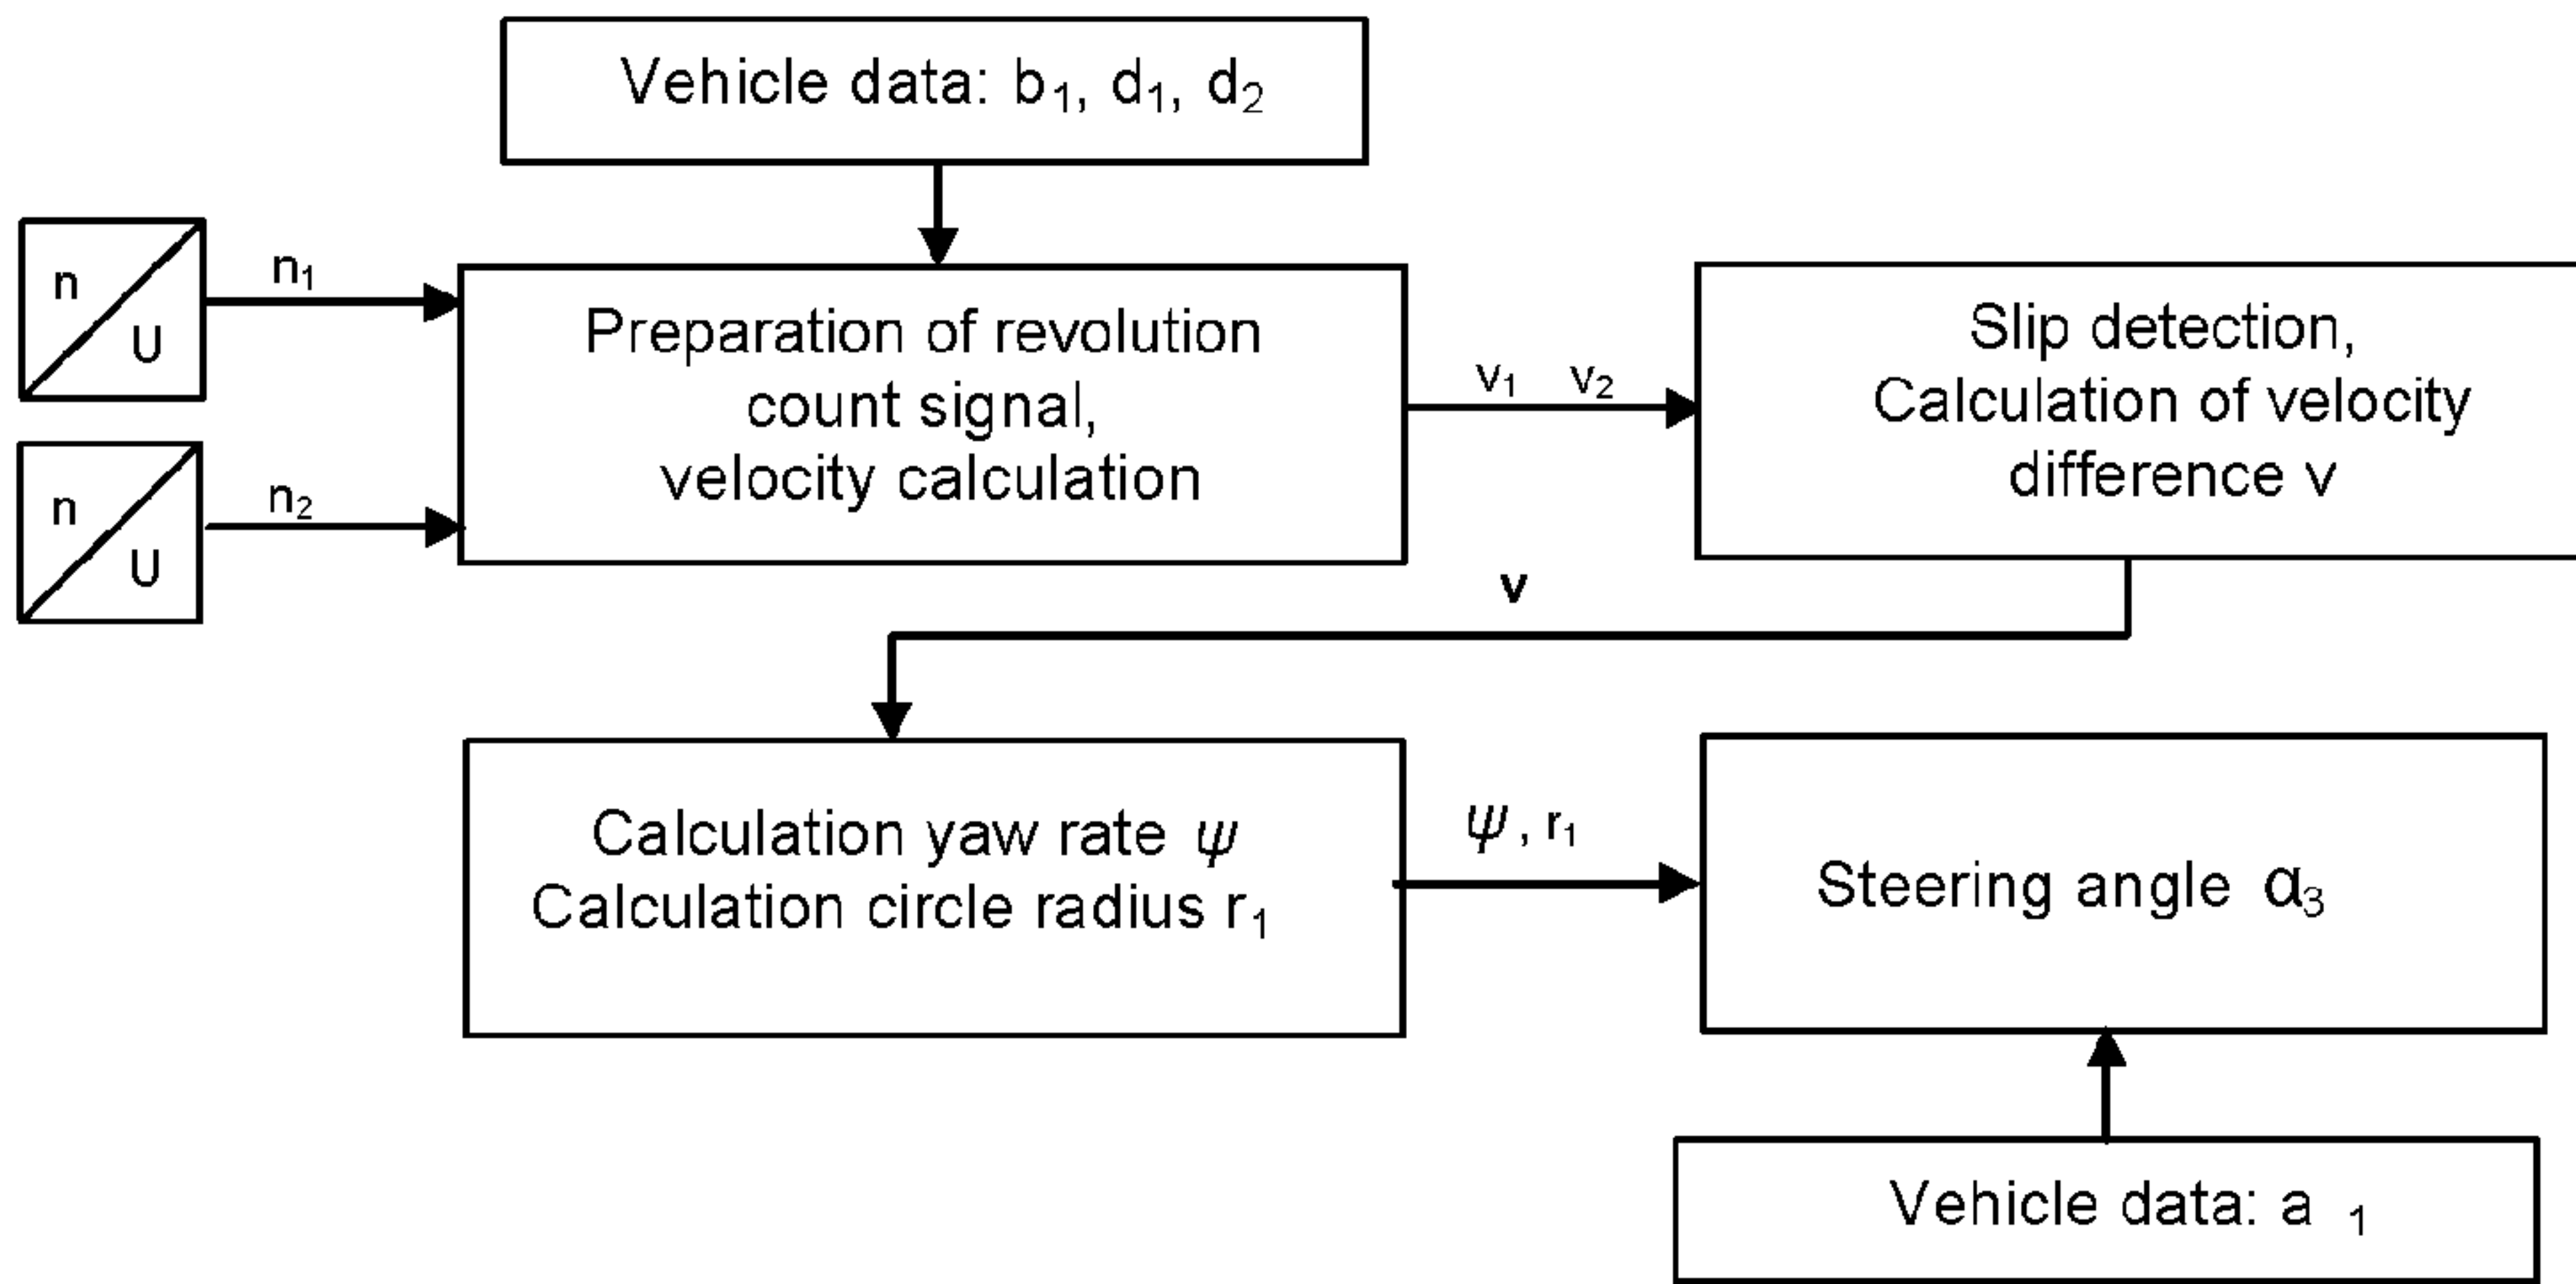 Vehicle data: b₁, d₁, d₂
n
U
n₁
Preparation of revolution
count signal,
velocity calculation
v₁ v₂
Slip detection,
Calculation of velocity
difference v
n
U
n₂
v
Calculation yaw rate ψ
Calculation circle radius r₁
ψ, r₁
Steering angle α₃
Vehicle data: a ₁